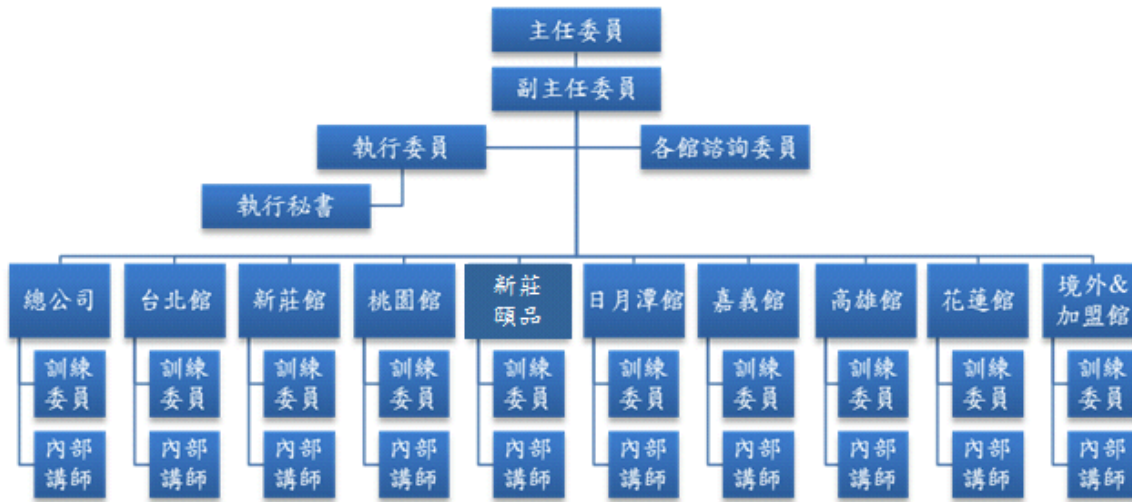 主任委員
副主任委員
執行委員
各館諮詢委員
執行秘書
總公司
台北館
新莊館
桃園館
新莊
頤品
日月潭館
嘉義館
高雄館
花蓮館
境外&
加盟館
訓練
委員
訓練
委員
訓練
委員
訓練
委員
訓練
委員
訓練
委員
訓練
委員
訓練
委員
訓練
委員
訓練
委員
內部
講師
內部
講師
內部
講師
內部
講師
內部
講師
內部
講師
內部
講師
內部
講師
內部
講師
內部
講師